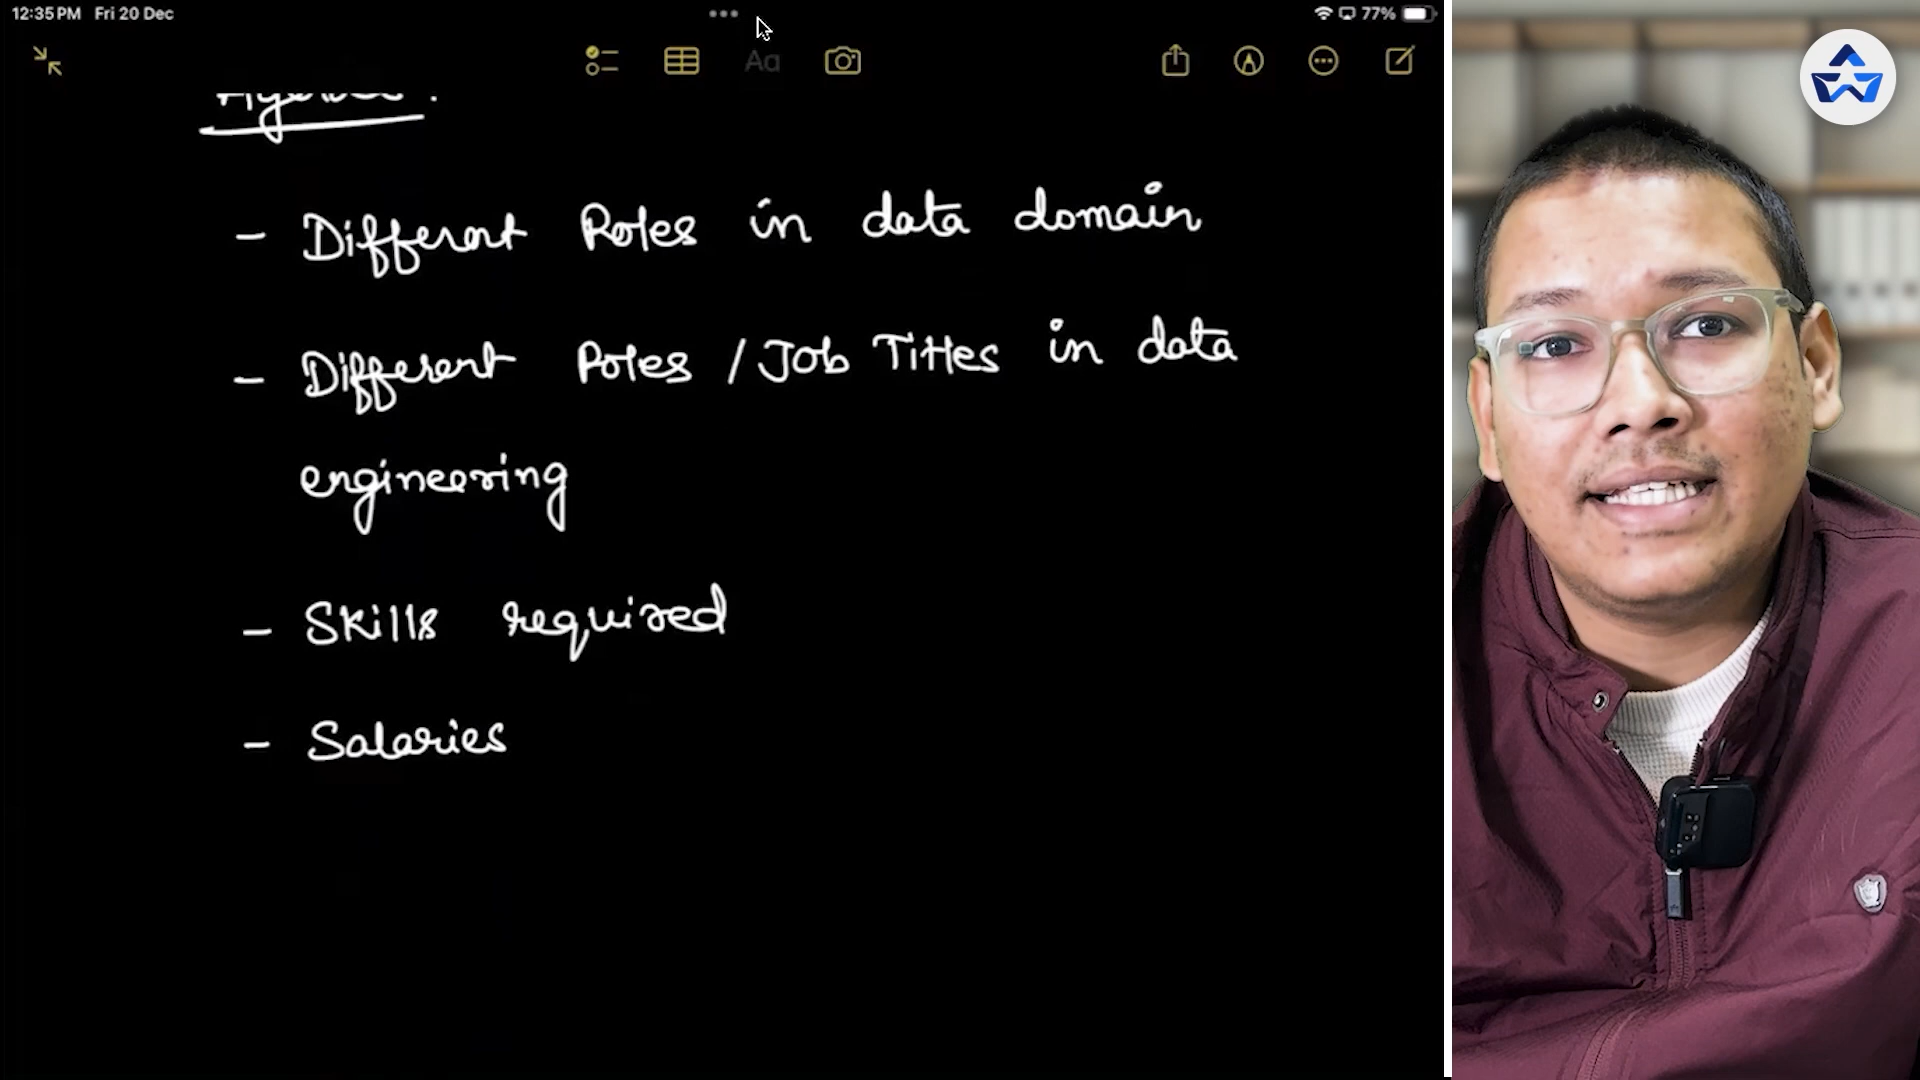 12:35 PM Fri 20 Dec
77%
Aa
Agenda :
- Different Roles in data domain
- Different Roles / Job Titles in data
engineering
- Skills required
- Salaries